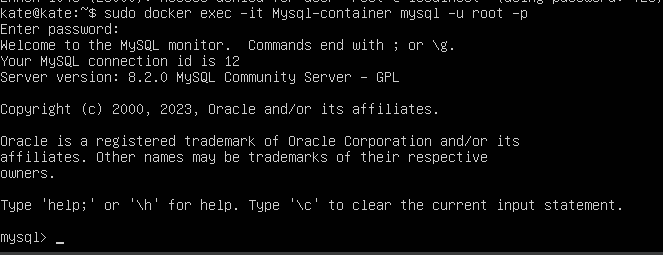 kate@kate:~$ sudo docker exec -it Mysql-container mysql -u root -p
Enter password:
Welcome to the MySQL monitor.  Commands end with ; or \g.
Your MySQL connection id is 12
Server version: 8.2.0 MySQL Community Server - GPL

Copyright (c) 2000, 2023, Oracle and/or its affiliates.

Oracle is a registered trademark of Oracle Corporation and/or its
affiliates. Other names may be trademarks of their respective
owners.

Type 'help;' or '\h' for help. Type '\c' to clear the current input statement.

mysql> _